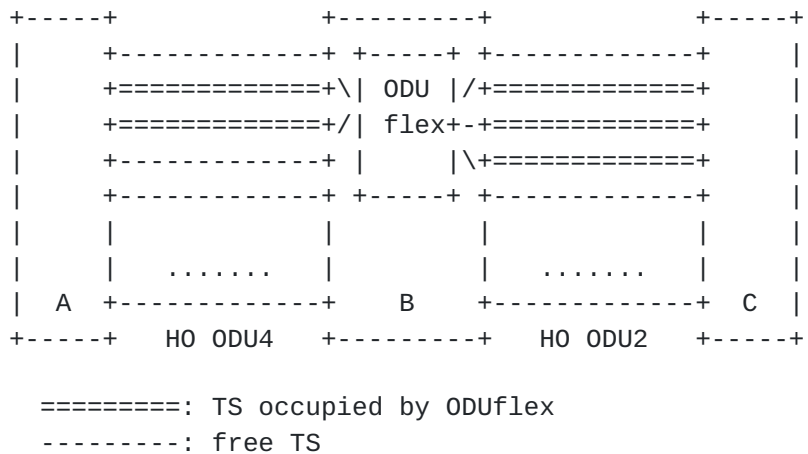 +-----+             +---------+             +-----+
|     +-------------+ +-----+ +-------------+     |
|     +=============+\| ODU |/+=============+     |
|     +=============+/| flex+-+=============+     |
|     +-------------+ |     |\+=============+     |
|     +-------------+ +-----+ +-------------+     |
|     |             |         |             |     |
|     |   .......   |         |   .......   |     |
|  A  +-------------+    B    +-------------+  C  |
+-----+   HO ODU4   +---------+   HO ODU2   +-----+
=========: TS occupied by ODUflex
---------: free TS